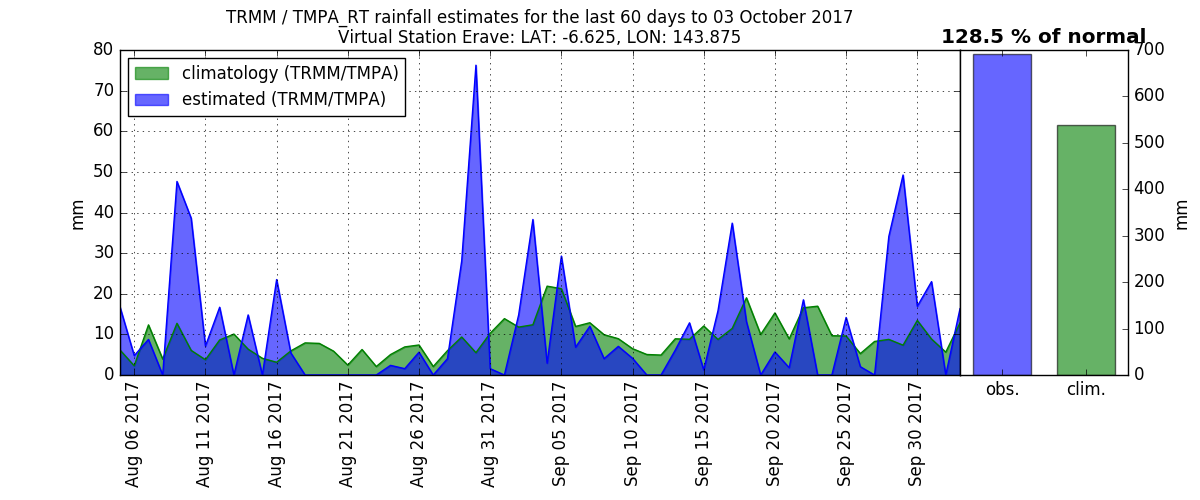 TRMM / TMPA_RT rainfall estimates for the last 60 days to 03 October 2017
Virtual Station Erave: LAT: -6.625, LON: 143.875
128.5 % of normal
climatology (TRMM/TMPA)
estimated (TRMM/TMPA)
mm
80
70
60
50
40
30
20
10
0
Aug 06 2017
Aug 11 2017
Aug 16 2017
Aug 21 2017
Aug 26 2017
Aug 31 2017
Sep 05 2017
Sep 10 2017
Sep 15 2017
Sep 20 2017
Sep 25 2017
Sep 30 2017
obs.
clim.
700
600
500
400
300
200
100
0
mm